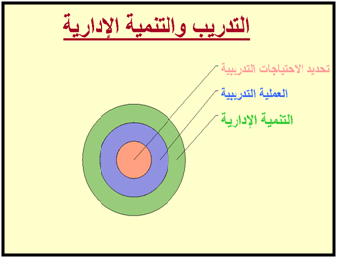 التدريب والتنمية الإدارية
تحديد الاحتياجات التدريبية
العملية التدريبية
التنمية الإدارية